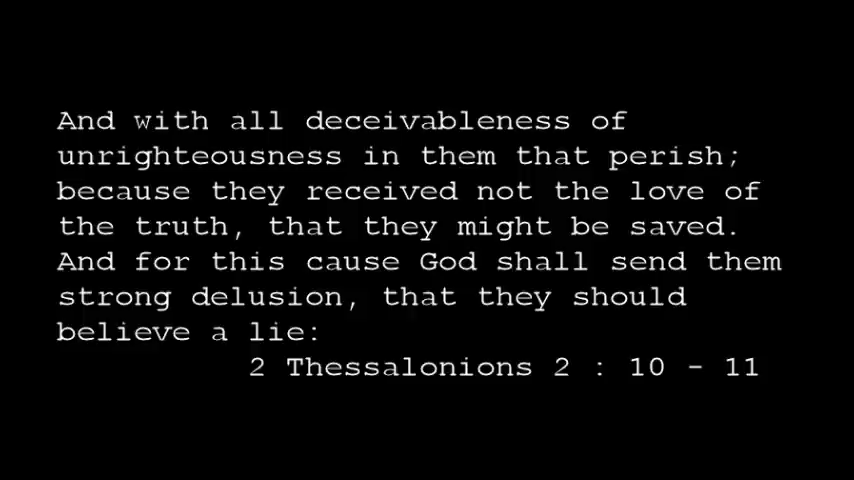 And with all deceivableness of
unrighteousness in them that perish;
because they received not the love of
the truth, that they might be saved.
And for this cause God shall send them
strong delusion, that they should
believe a lie:
2 Thessalonions 2 : 10 - 11